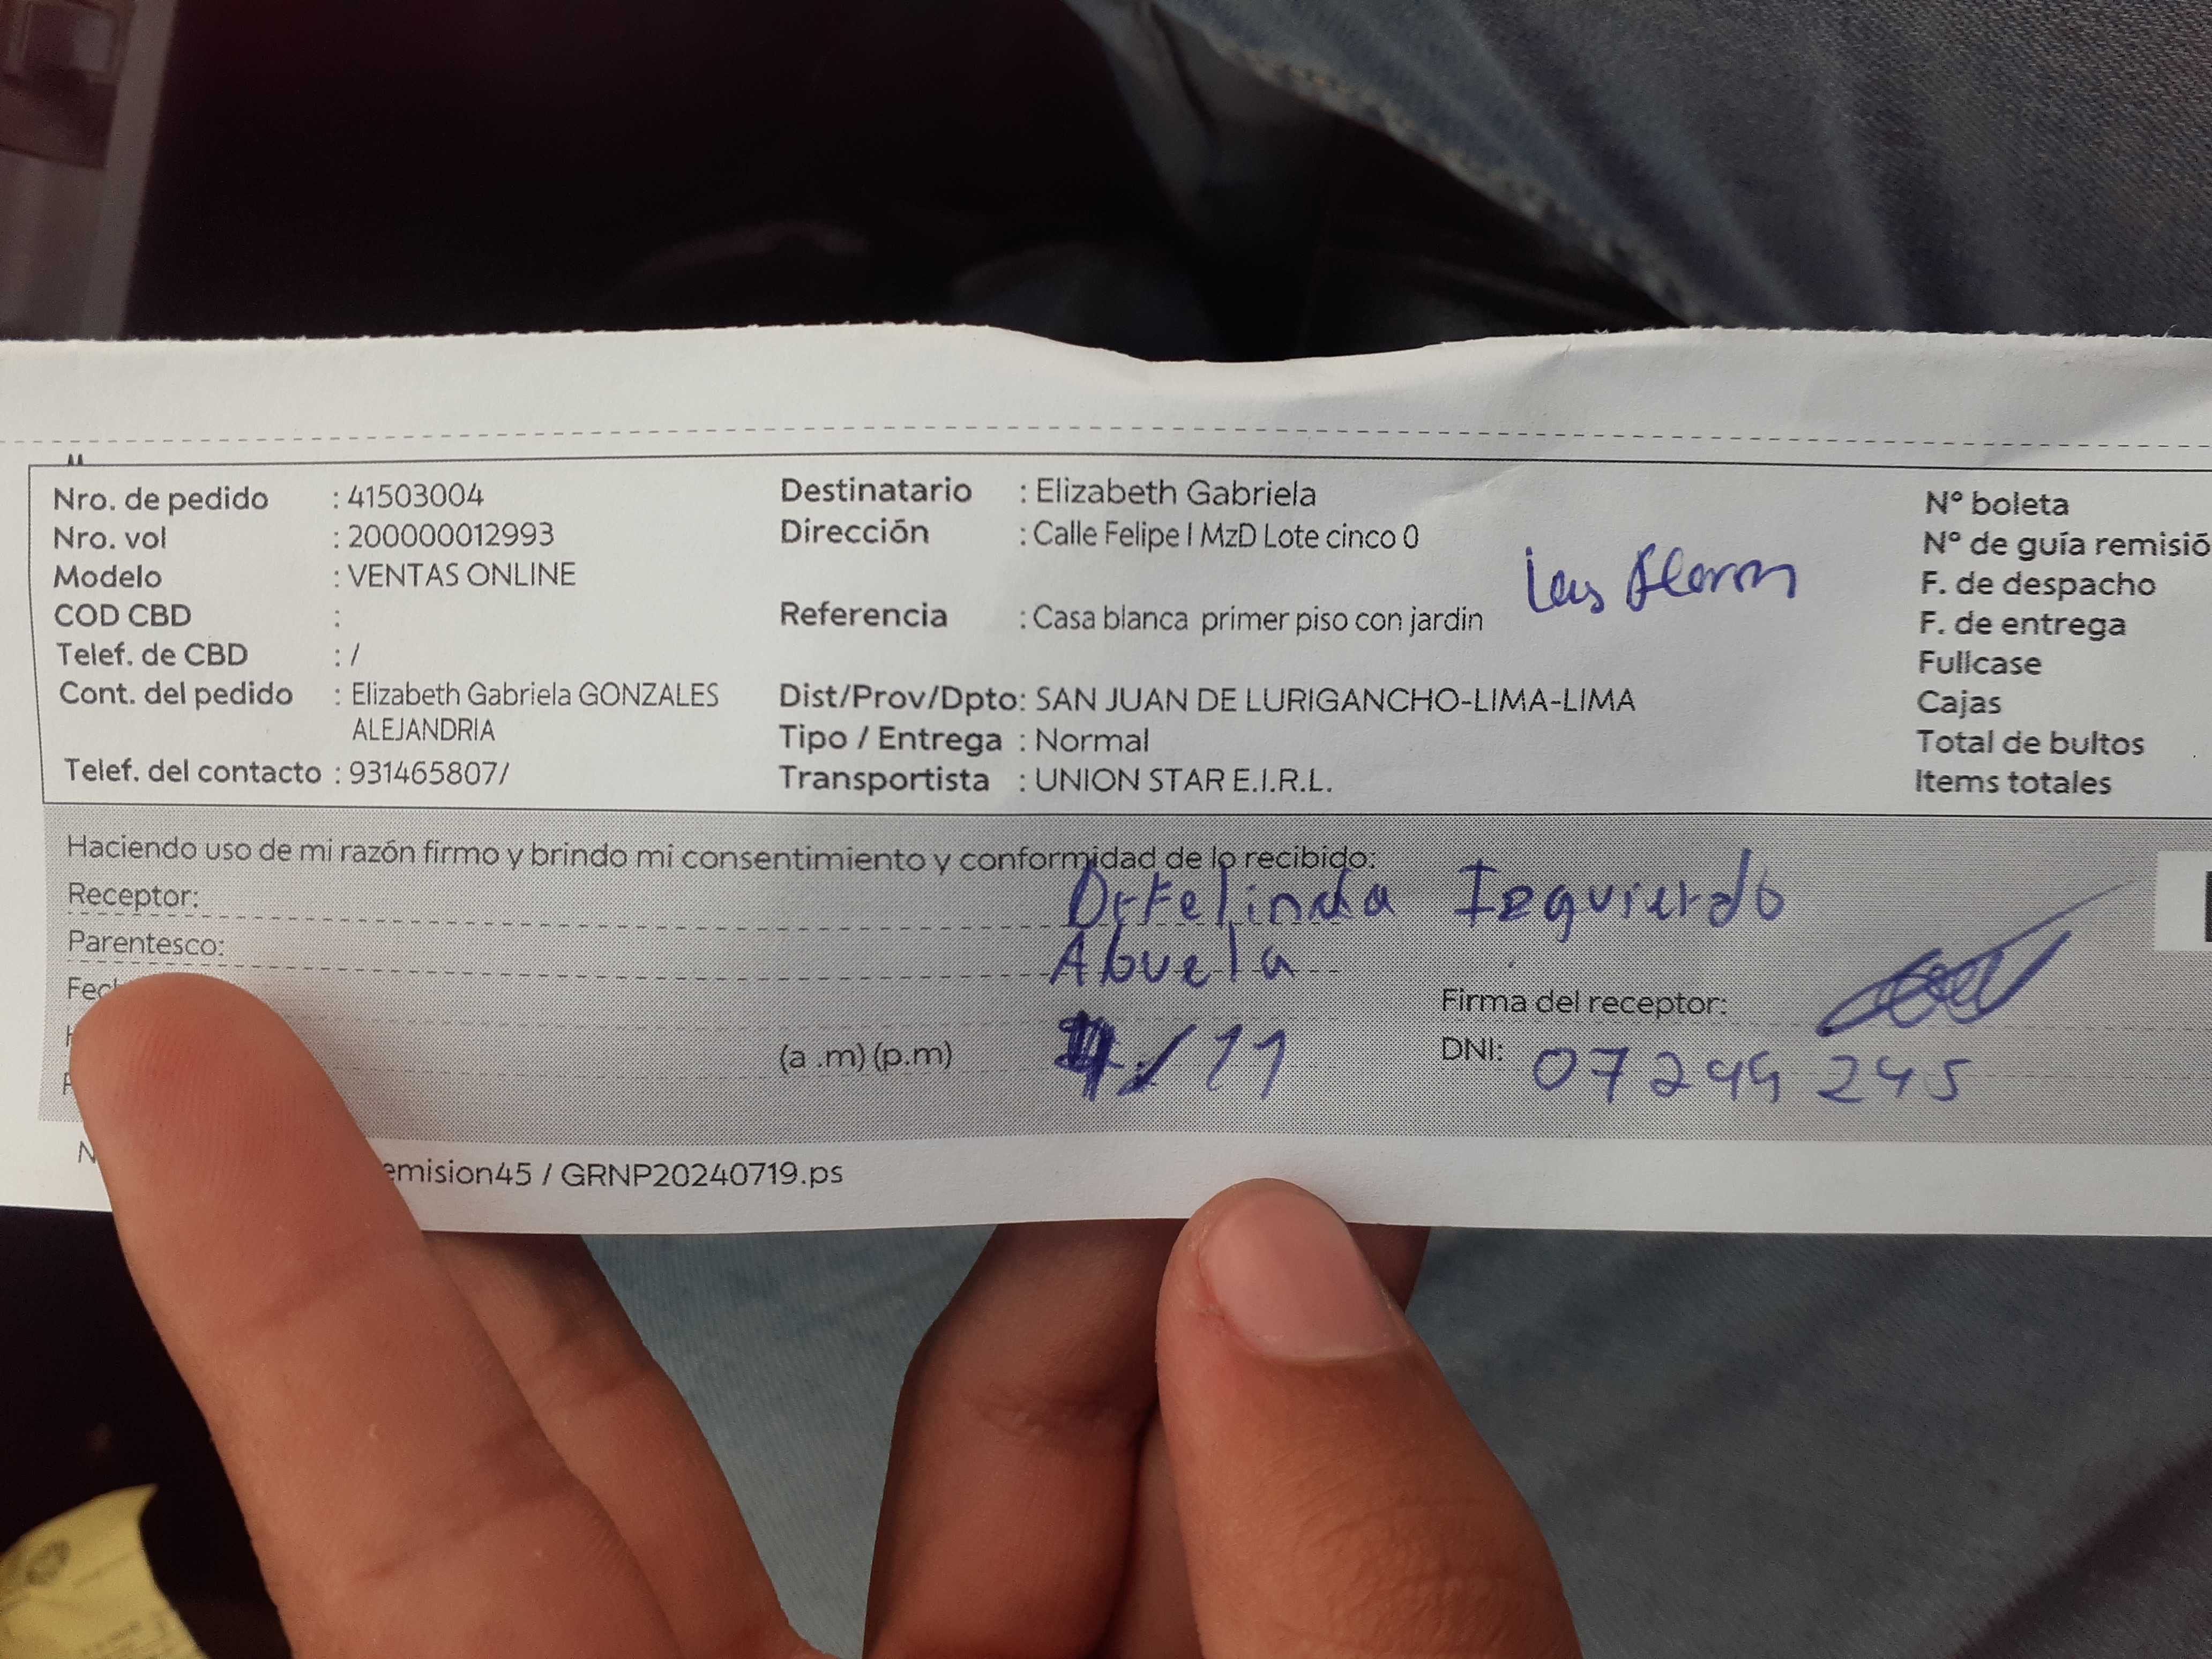 Nro. de pedido : 41503004
Nro. vol : 200000012993
Modelo : VENTAS ONLINE
COD CBD :
Telef. de CBD : /
Cont. del pedido : Elizabeth Gabriela GONZALES
ALEJANDRIA
Telef. del contacto : 931465807/
Destinatario : Elizabeth Gabriela
Dirección : Calle Felipe I MzD Lote cinco 0
Referencia : Casa blanca primer piso con jardin
Dist/Prov/Dpto: SAN JUAN DE LURIGANCHO-LIMA-LIMA
Tipo / Entrega : Normal
Transportista : UNION STAR E.I.R.L.
N° boleta
N° de guía remisió
F. de despacho
F. de entrega
Fullcase
Cajas
Total de bultos
Items totales
Haciendo uso de mi razón firmo y brindo mi consentimiento y conformidad de lo recibido:
Receptor: Izquierdo
Parentesco: Abuela
Firma del receptor:
(a .m) (p.m) / 11
DNI: 07244245
emision45 / GRNP20240719.ps